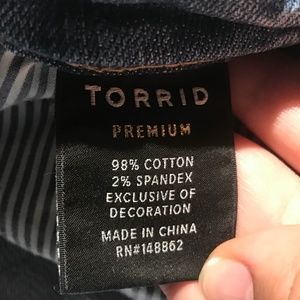 TORRID
PREMIUM
98% COTTON
2% SPANDEX
EXCLUSIVE OF
DECORATION
MADE IN CHINA
RN#148862